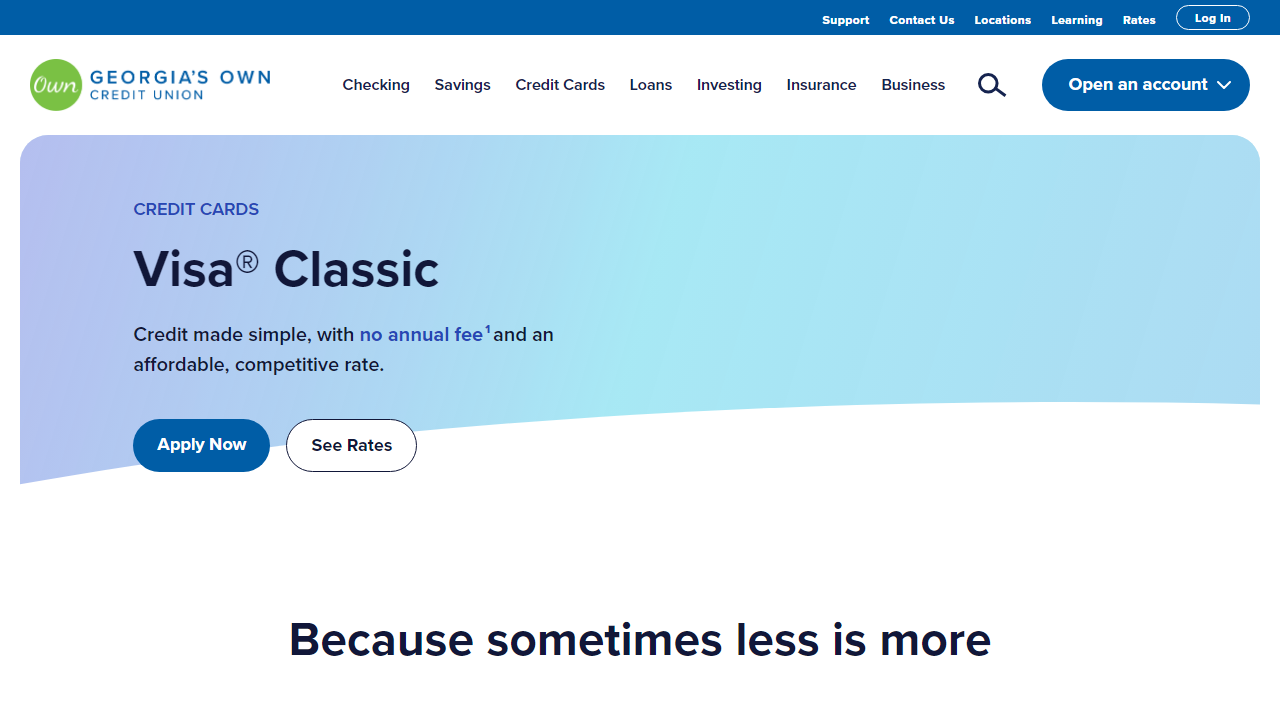 Support Contact Us Locations Learning Rates Log In
Own GEORGIA'S OWN
CREDIT UNION
Checking Savings Credit Cards Loans Investing Insurance Business Open an account
CREDIT CARDS
Visa® Classic
Credit made simple, with no annual fee¹ and an
affordable, competitive rate.
Apply Now See Rates
Because sometimes less is more